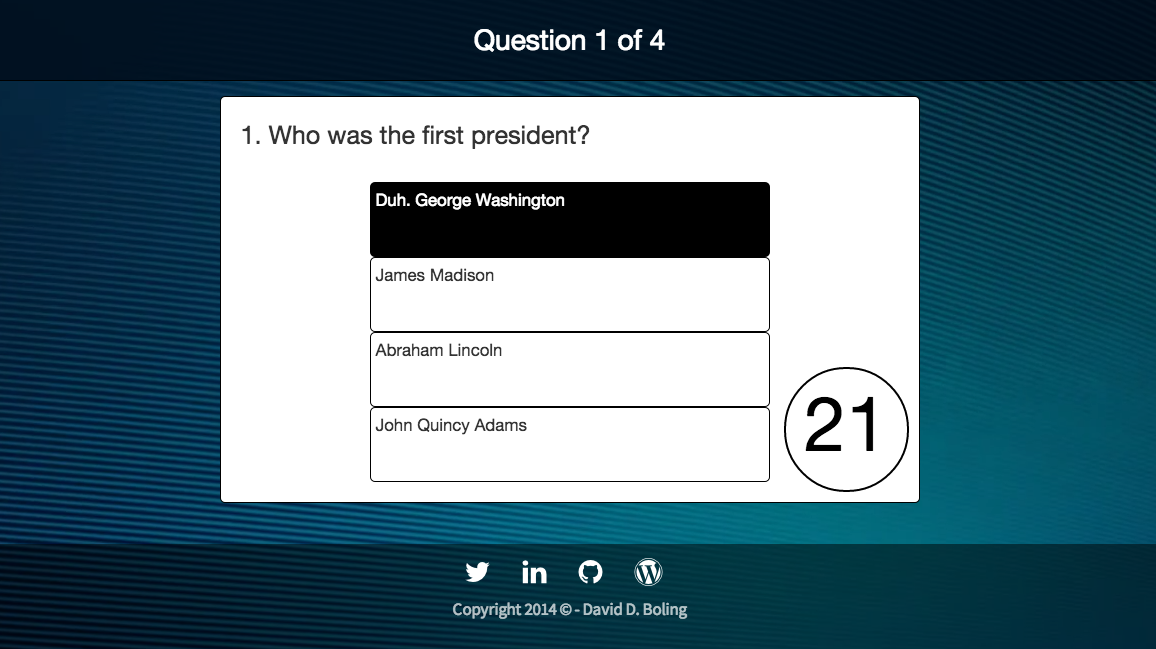 Question 1 of 4
1. Who was the first president?
Duh. George Washington
James Madison
Abraham Lincoln
John Quincy Adams
21
in
Copyright 2014 © - David D. Boling